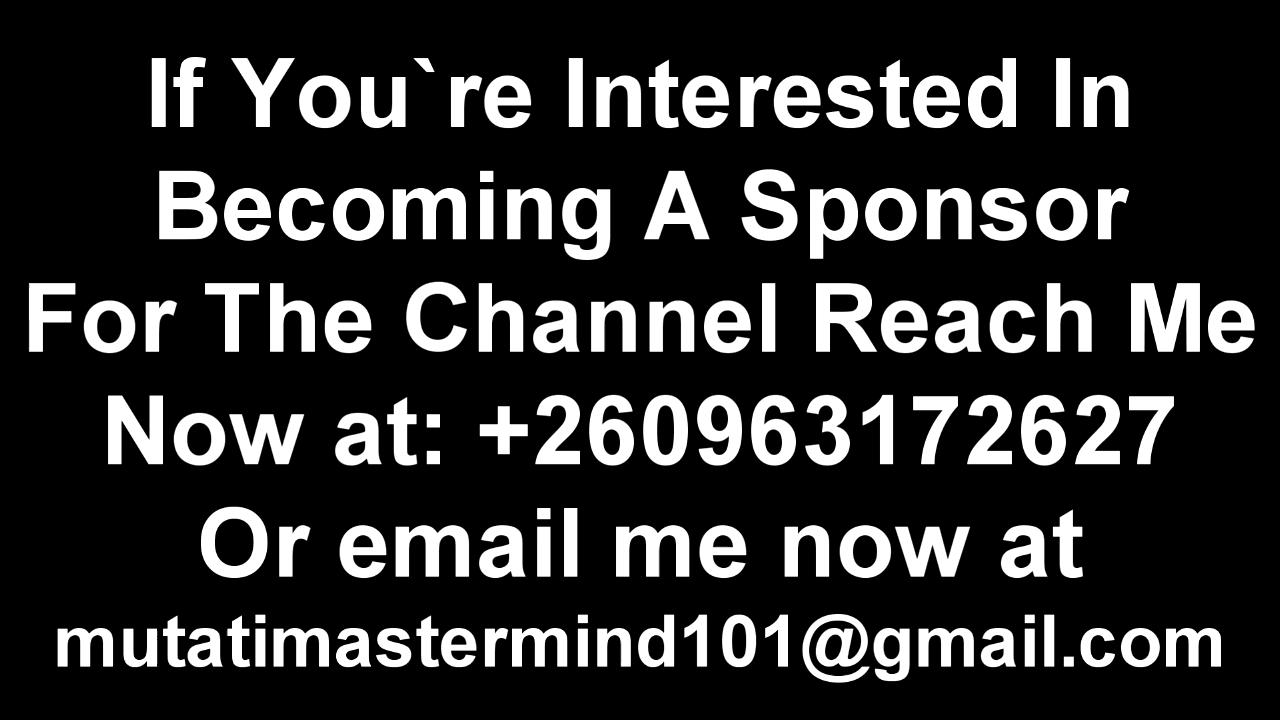 If You`re Interested In
Becoming A Sponsor
For The Channel Reach Me
Now at: +260963172627
Or email me now at
mutatimastermind101@gmail.com